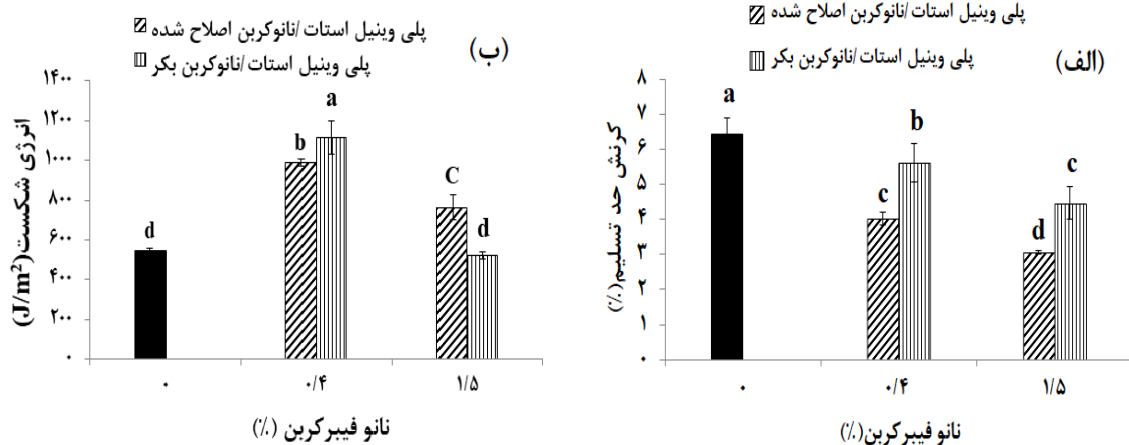 پلی وینیل استات/نانوکربن اصلاح شده
پلی وینیل استات/نانوکربن بکر
(الف)
کرنش حد تسلیم(٪)
۸
۷
۶
۵
۴
۳
۲
۱
۰
a
c
b
d
c
۰
۰/۴
۱/۵
نانو فیبرکربن(٪)
پلی وینیل استات/نانوکربن اصلاح شده
پلی وینیل استات/نانوکربن بکر
(ب)
انرژی شکست(J/m²)
۱۴۰۰
۱۲۰۰
۱۰۰۰
۸۰۰
۶۰۰
۴۰۰
۲۰۰
۰
d
b
a
C
d
۰
۰/۴
۱/۵
نانو فیبرکربن (٪)